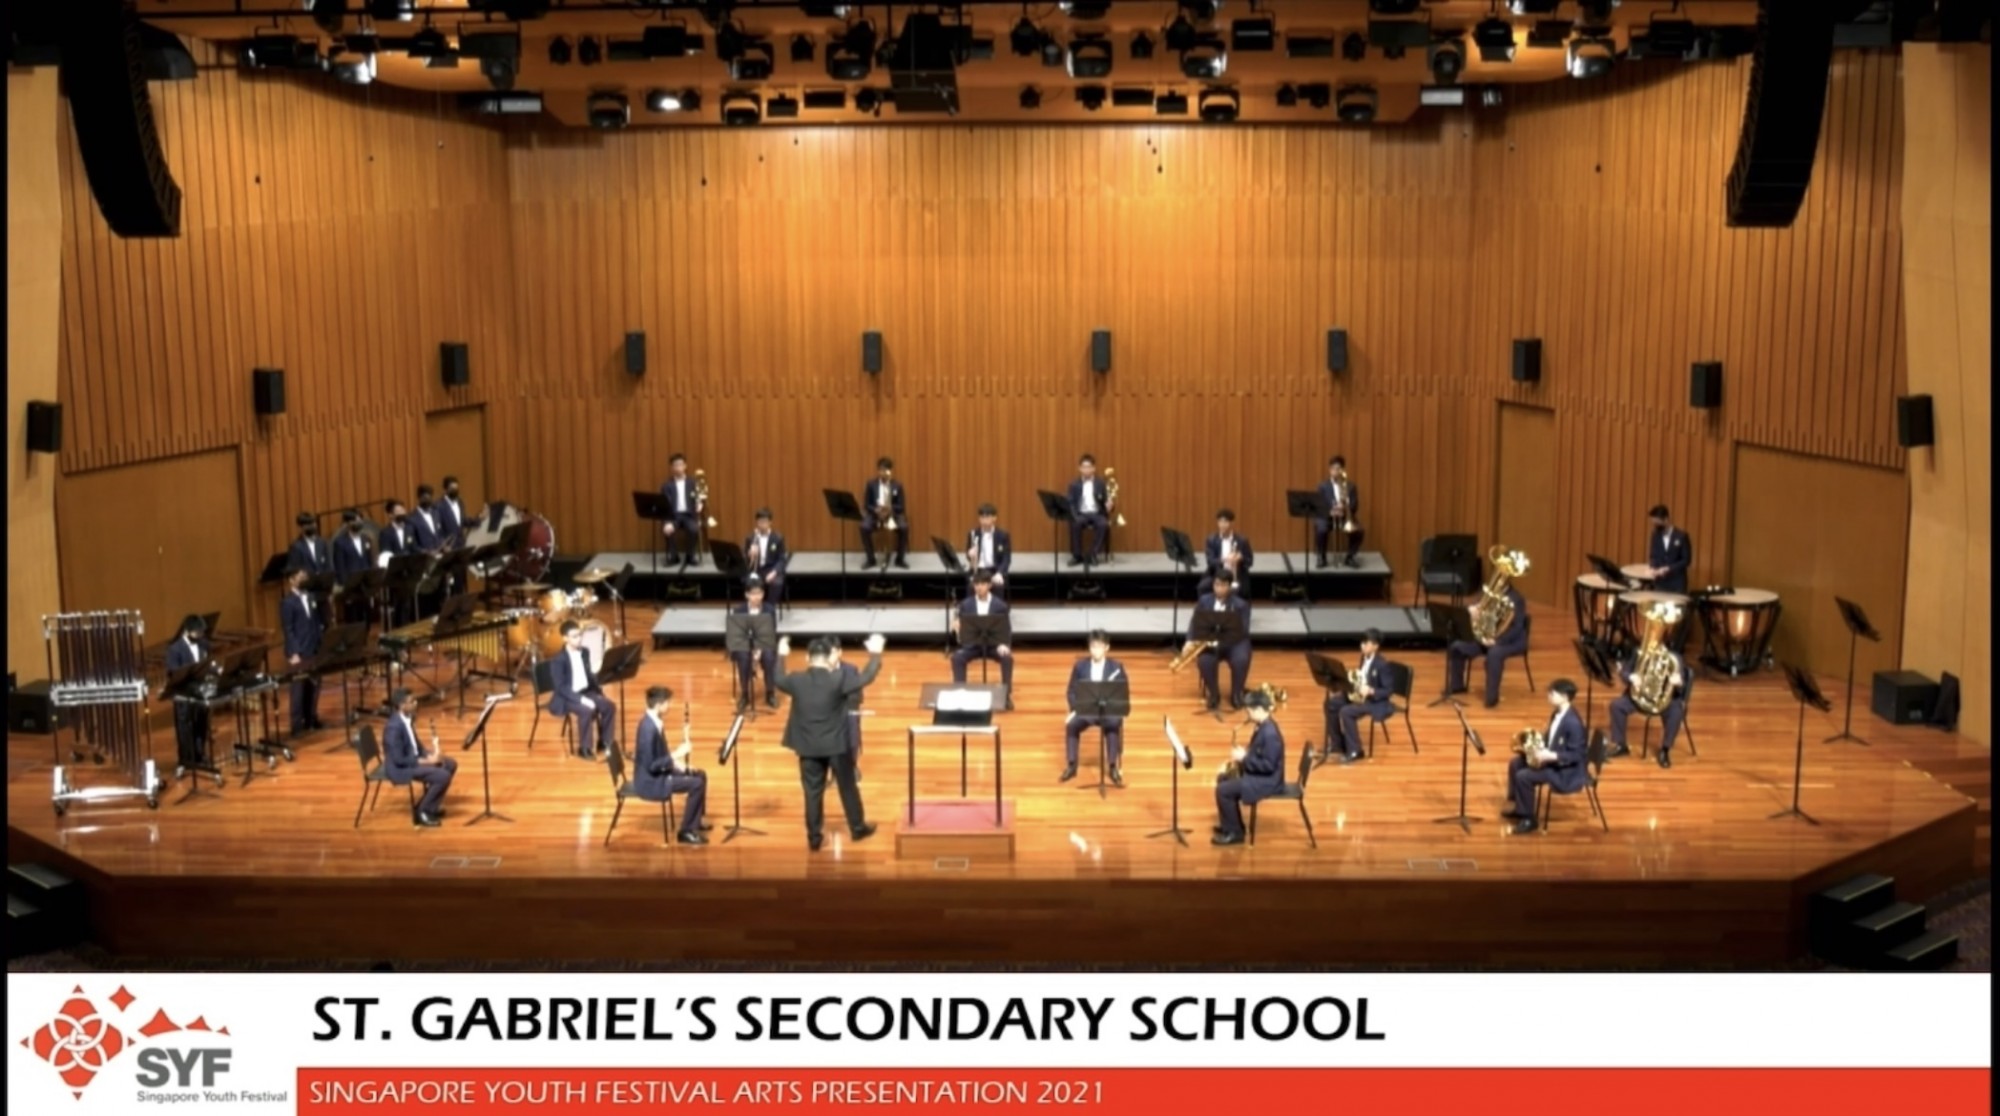 ST. GABRIEL'S SECONDARY SCHOOL
SYF
Singapore Youth Festival
SINGAPORE YOUTH FESTIVAL ARTS PRESENTATION 2021